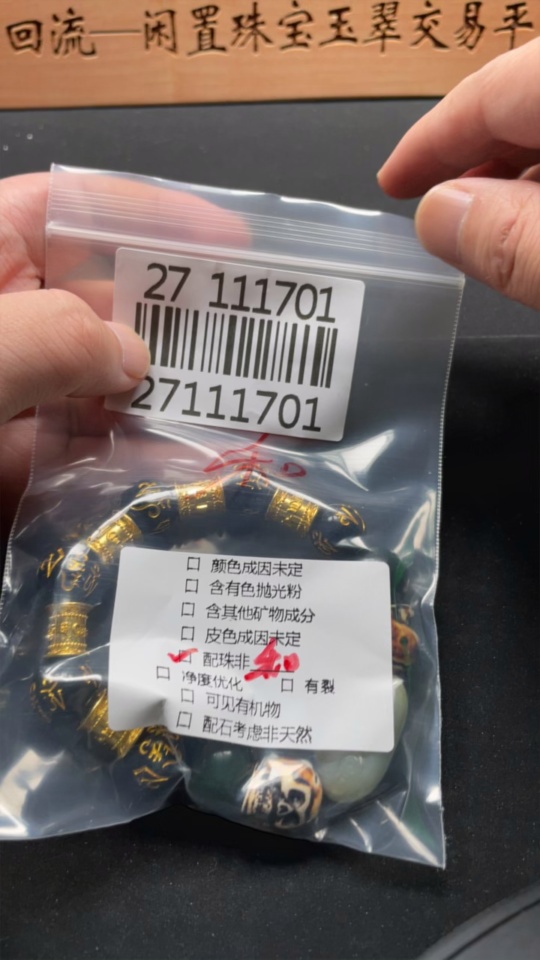 回流—闲置珠宝玉翠交易平
27 111701
27111701
和
□ 颜色成因未定
□ 含有色抛光粉
□ 含其他矿物成分
□ 皮色成因未定
□ 配珠非 和
□ 净度优化 □ 有裂
□ 可见有机物
□ 配石考虑非天然